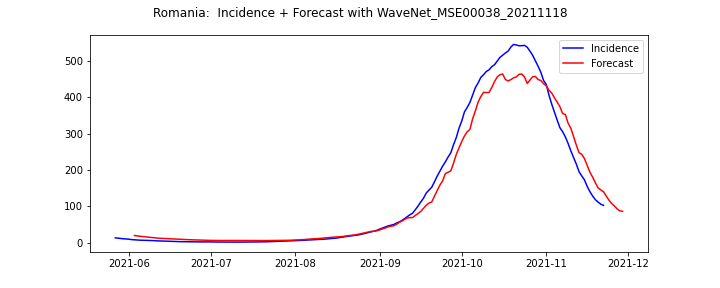 Romania:  Incidence + Forecast with WaveNet_MSE00038_20211118
Incidence
Forecast
500
400
300
200
100
0
2021-06 2021-07 2021-08 2021-09 2021-10 2021-11 2021-12